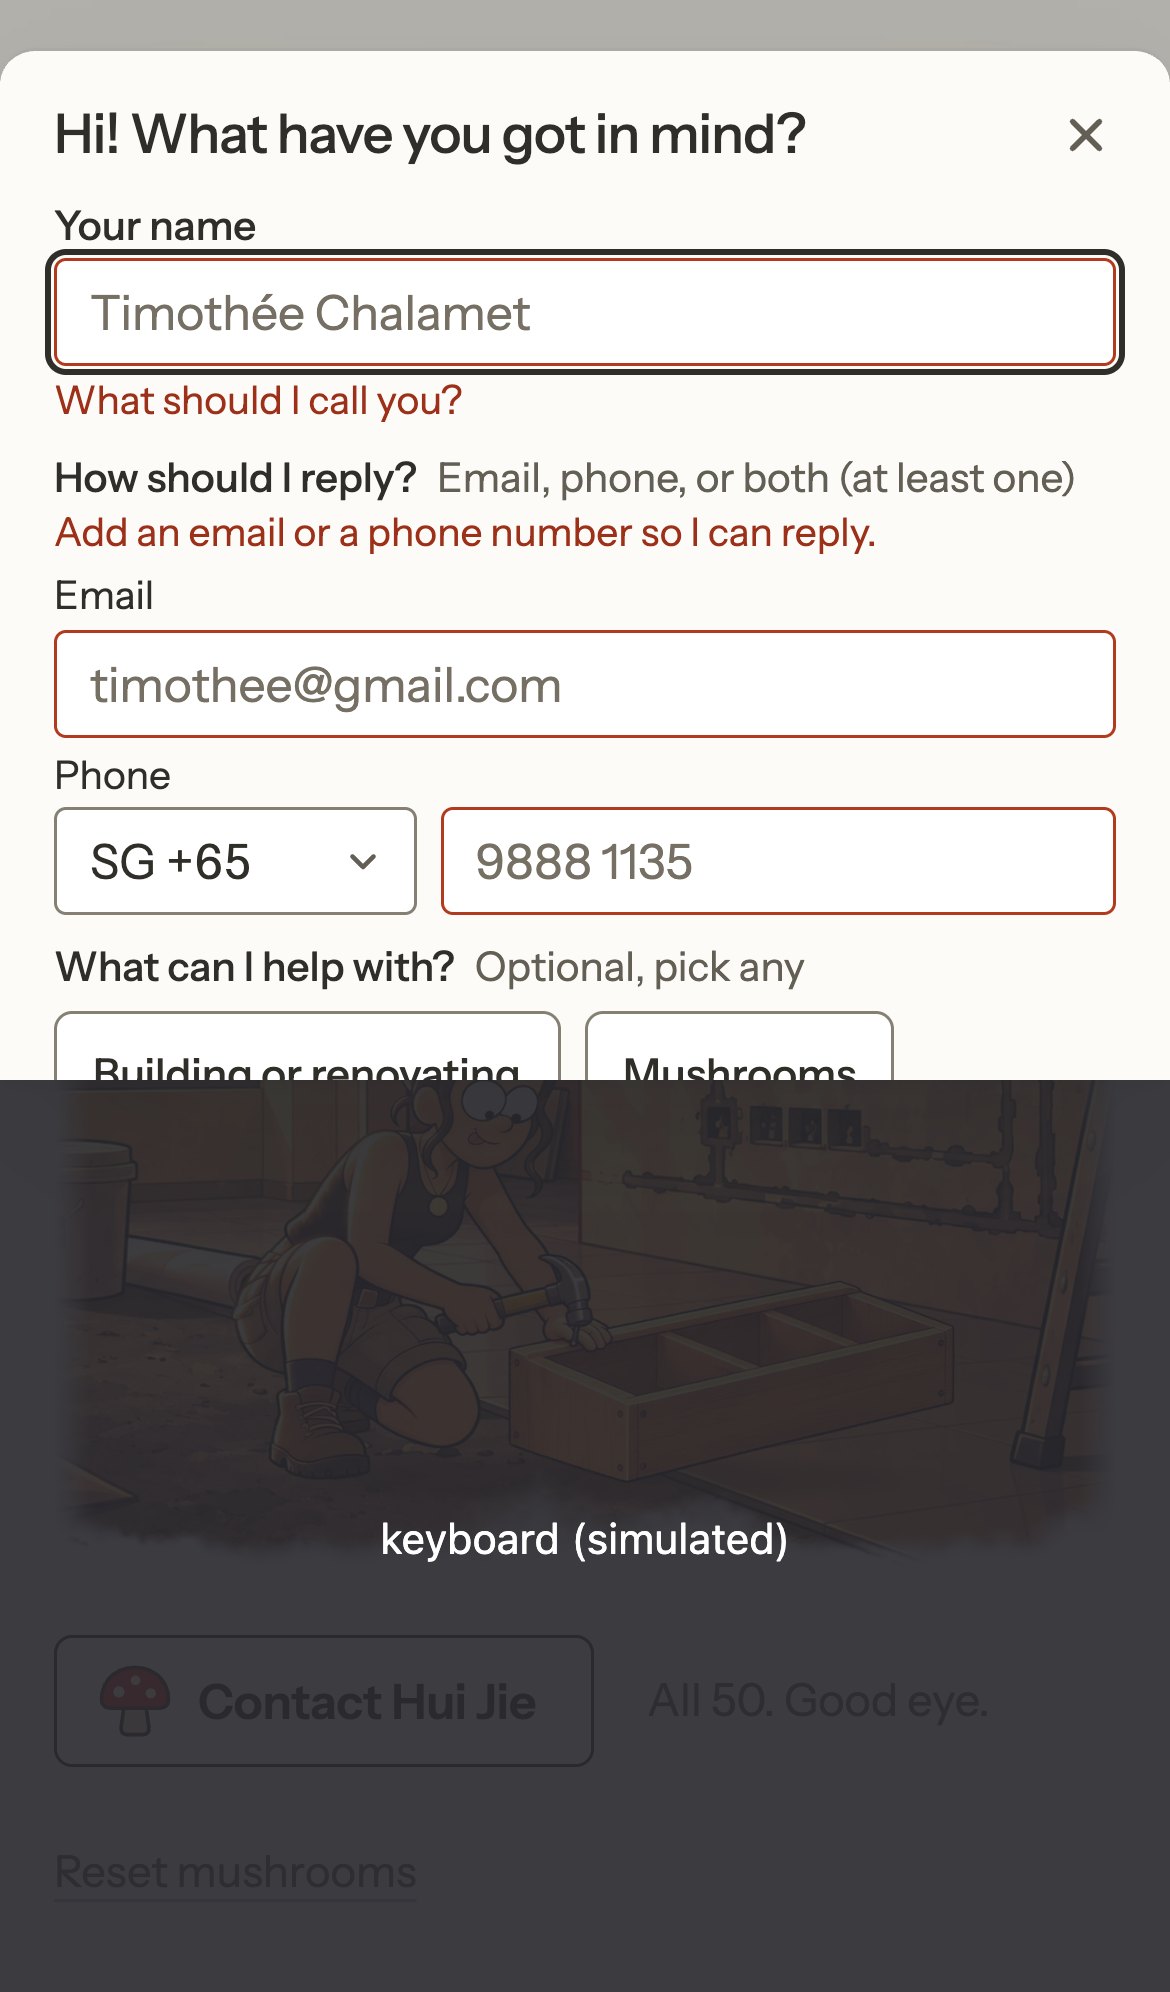 Hi! What have you got in mind?
Your name
Timothée Chalamet
What should I call you?
How should I reply? Email, phone, or both (at least one)
Add an email or a phone number so I can reply.
Email
timothee@gmail.com
Phone
SG +65
9888 1135
What can I help with? Optional, pick any
Building or renovating
Mushrooms
keyboard (simulated)
Contact Hui Jie
All 50. Good eye.
Reset mushrooms